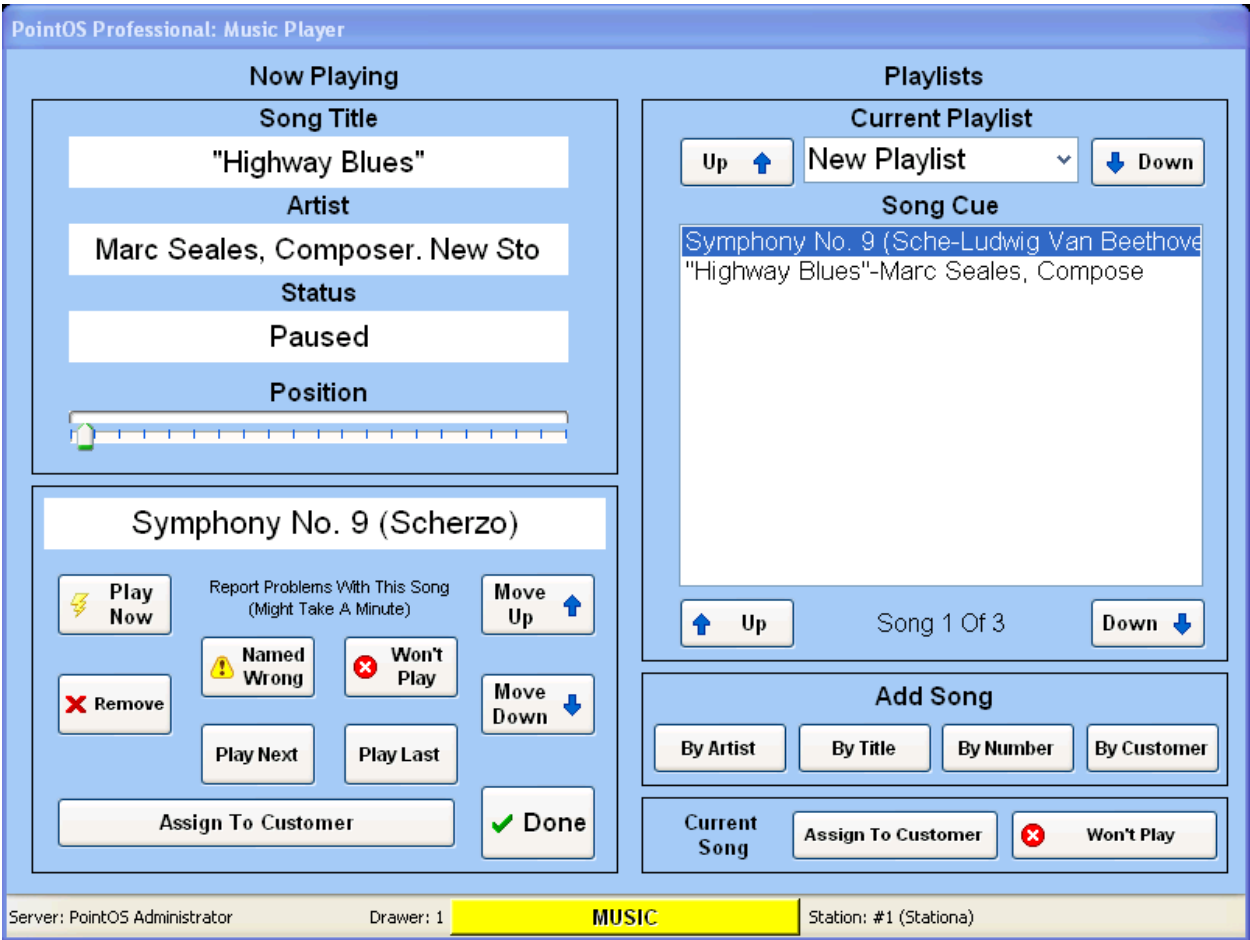 PointOS Professional: Music Player
Now Playing
Song Title
"Highway Blues"
Artist
Marc Seales, Composer. New Sto
Status
Paused
Position
Symphony No. 9 (Scherzo)
Play
Now
Report Problems With This Song
(Might Take A Minute)
Move
Up
Named
Wrong
Won't
Play
Remove
Move
Down
Play Next
Play Last
Assign To Customer
Done
Playlists
Current Playlist
Up
New Playlist
Down
Song Cue
Symphony No. 9 (Sche-Ludwig Van Beethove
"Highway Blues"-Marc Seales, Compose
Up
Song 1 Of 3
Down
Add Song
By Artist
By Title
By Number
By Customer
Current
Song
Assign To Customer
Won't Play
Server: PointOS Administrator
Drawer: 1
MUSIC
Station: #1 (Stationa)